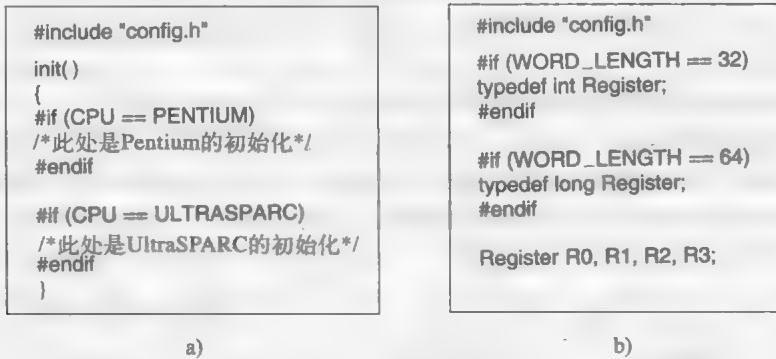 #include "config.h"
init( )
{
#if (CPU == PENTIUM)
/*此处是Pentium的初始化*/
#endif
#if (CPU == ULTRASPARC)
/*此处是UltraSPARC的初始化*/
#endif
}
a)
#include "config.h"
#if (WORD_LENGTH == 32)
typedef int Register;
#endif
#if (WORD_LENGTH == 64)
typedef long Register;
#endif
Register R0, R1, R2, R3;
b)